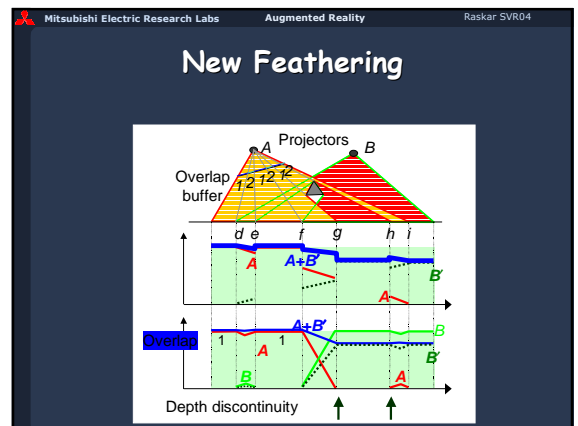 Mitsubishi Electric Research Labs Augmented Reality Raskar SVR04
New Feathering
Projectors
A B
Overlap
buffer
1 2 1 2 1 2
d e f g h i
A A+B' A B'
A+B' B
Overlap 1 A 1 B'
B A
Depth discontinuity